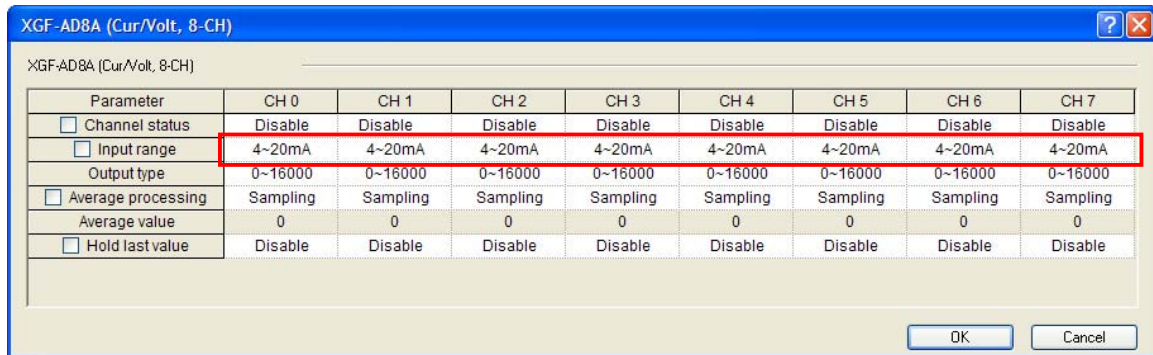 XGF-AD8A (Cur/Volt, 8-CH)
XGF-AD8A (Cur/Volt, 8-CH)
Parameter CH 0 CH 1 CH 2 CH 3 CH 4 CH 5 CH 6 CH 7
Channel status Disable Disable Disable Disable Disable Disable Disable Disable
Input range 4~20mA 4~20mA 4~20mA 4~20mA 4~20mA 4~20mA 4~20mA 4~20mA
Output type 0~16000 0~16000 0~16000 0~16000 0~16000 0~16000 0~16000 0~16000
Average processing Sampling Sampling Sampling Sampling Sampling Sampling Sampling Sampling
Average value 0 0 0 0 0 0 0 0
Hold last value Disable Disable Disable Disable Disable Disable Disable Disable
OK Cancel